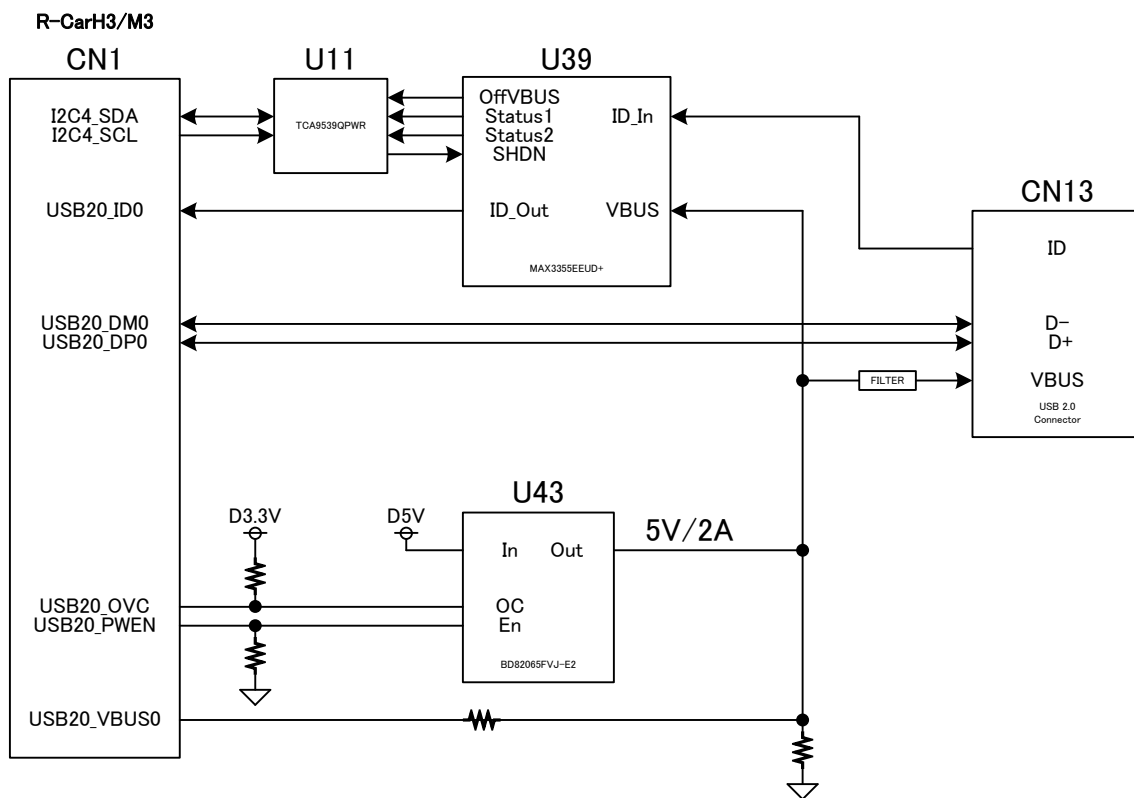 R-CarH3/M3
CN1
U11
U39
I2C4_SDA
I2C4_SCL
TCA9539QPWR
OffVBUS
Status1
Status2
SHDN
ID_In
USB20_ID0
ID_Out
VBUS
MAX3355EEUD+
CN13
ID
USB20_DM0
USB20_DP0
D-
D+
FILTER
VBUS
USB 2.0
Connector
U43
D3.3V
D5V
In
Out
5V/2A
USB20_OVC
USB20_PWEN
OC
En
BD82065FVJ-E2
USB20_VBUS0